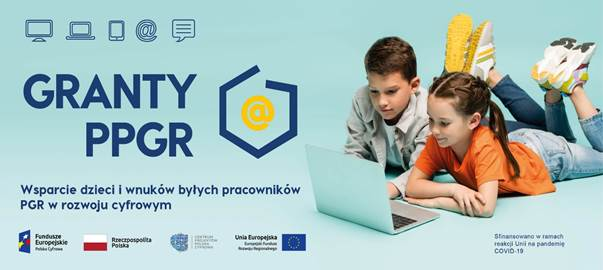 GRANTY
PPGR
@
@
Wsparcie dzieci i wnuków byłych pracowników
PGR w rozwoju cyfrowym
Fundusze
Europejskie
Polska Cyfrowa
Rzeczpospolita
Polska
CENTRUM
PROJEKTÓW
POLSKA
CYFROWA
Unia Europejska
Europejski Fundusz
Rozwoju Regionalnego
Sfinansowano w ramach
reakcji Unii na pandemię
COVID-19